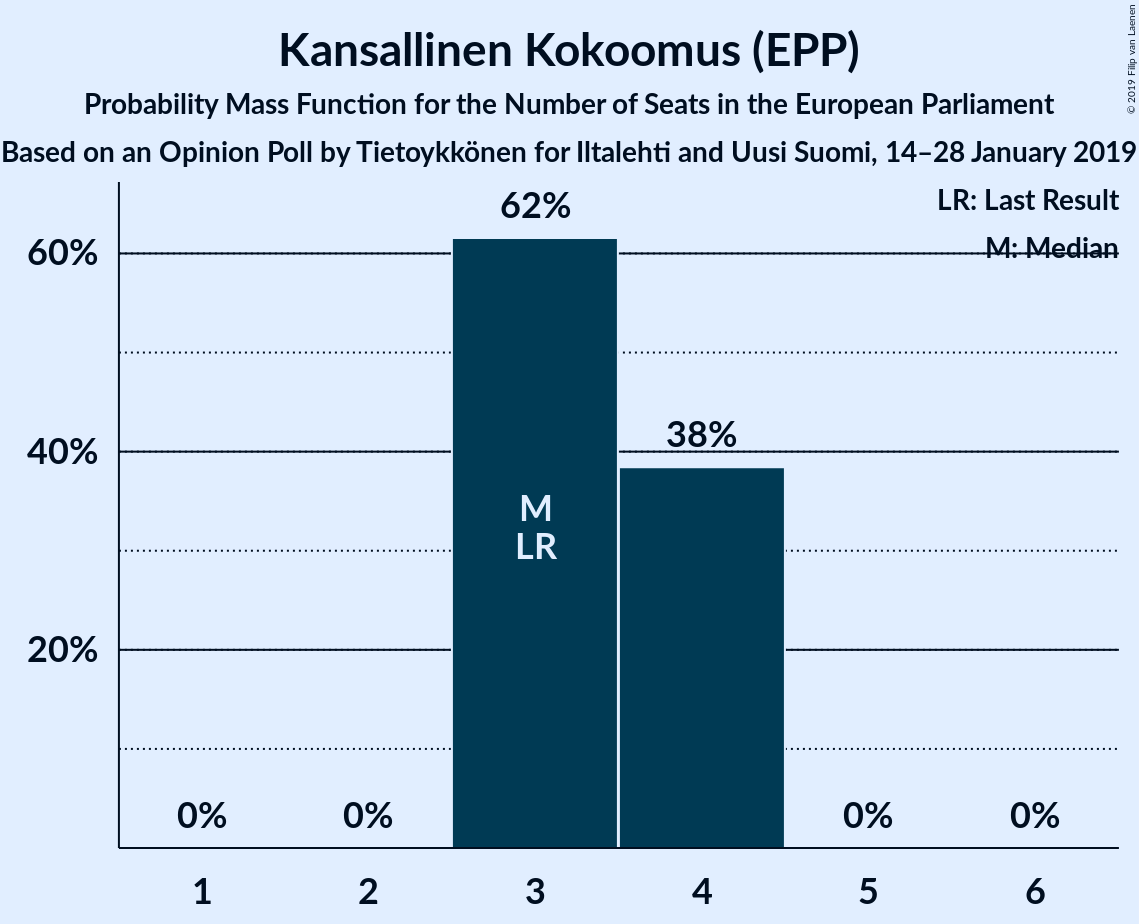 Kansallinen Kokoomus (EPP)
Probability Mass Function for the Number of Seats in the European Parliament
Based on an Opinion Poll by Tietoykkönen for Iltalehti and Uusi Suomi, 14–28 January 2019
© 2019 Filip van Laenen
LR: Last Result
M: Median
62%
60%
38%
40%
M
LR
20%
0%
0%
0%
0%
1
2
3
4
5
6